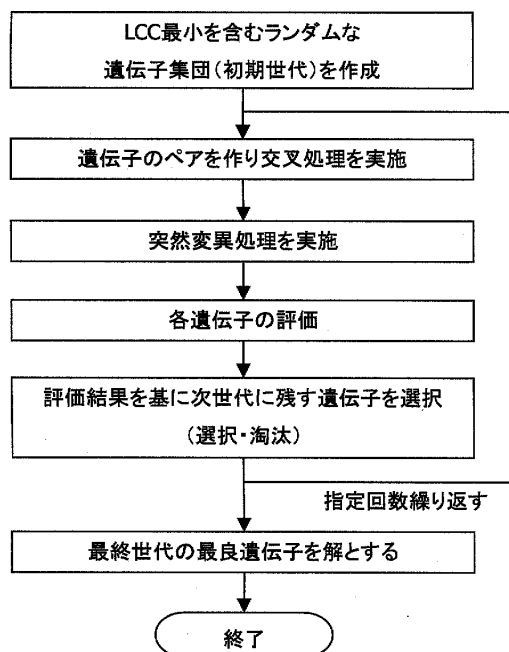 LCC最小を含むランダムな
遺伝子集団(初期世代)を作成
遺伝子のペアを作り交叉処理を実施
突然変異処理を実施
各遺伝子の評価
評価結果を基に次世代に残す遺伝子を選択
(選択・淘汰)
指定回数繰り返す
最終世代の最良遺伝子を解とする
終了